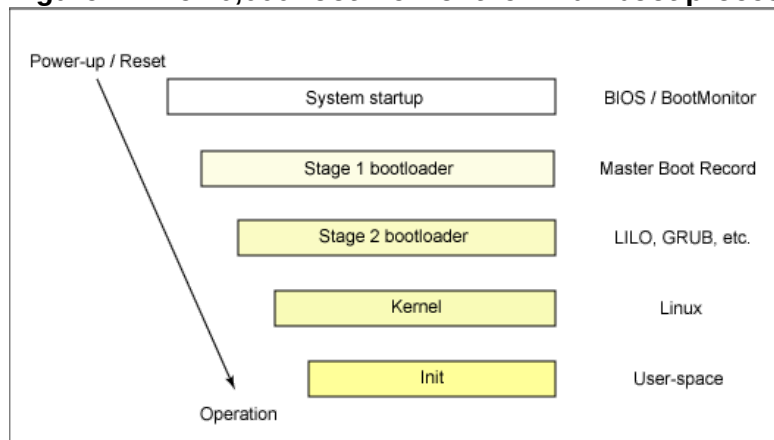 Power-up / Reset
System startup
BIOS / BootMonitor
Stage 1 bootloader
Master Boot Record
Stage 2 bootloader
LILO, GRUB, etc.
Kernel
Linux
Init
User-space
Operation